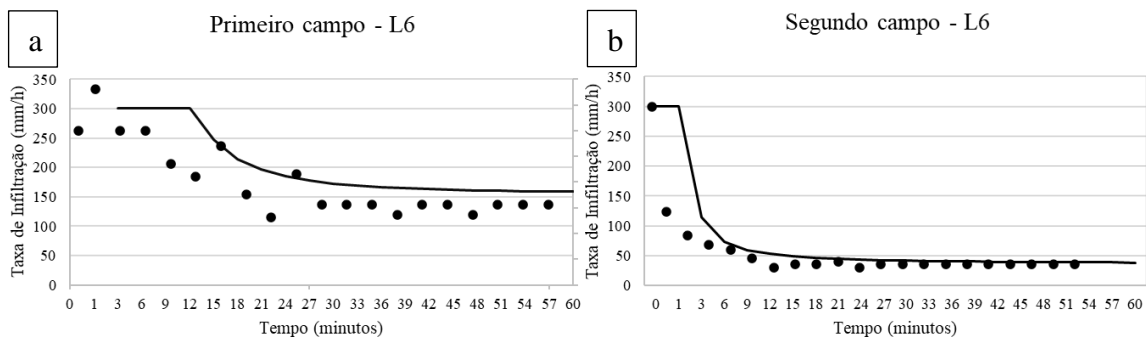 a
Primeiro campo - L6
Taxa de Infiltração (mm/h)
350
300
250
200
150
100
50
0
0 1 3 6 9 12 15 18 21 24 27 30 33 36 39 42 45 48 51 54 57 60
Tempo (minutos)
b
Segundo campo - L6
Taxa de Imfiltração (mm/h)
350
300
250
200
150
100
50
0
0 1 3 6 9 12 15 18 21 24 27 30 33 36 39 42 45 48 51 54 57 60
Tempo (minutos)